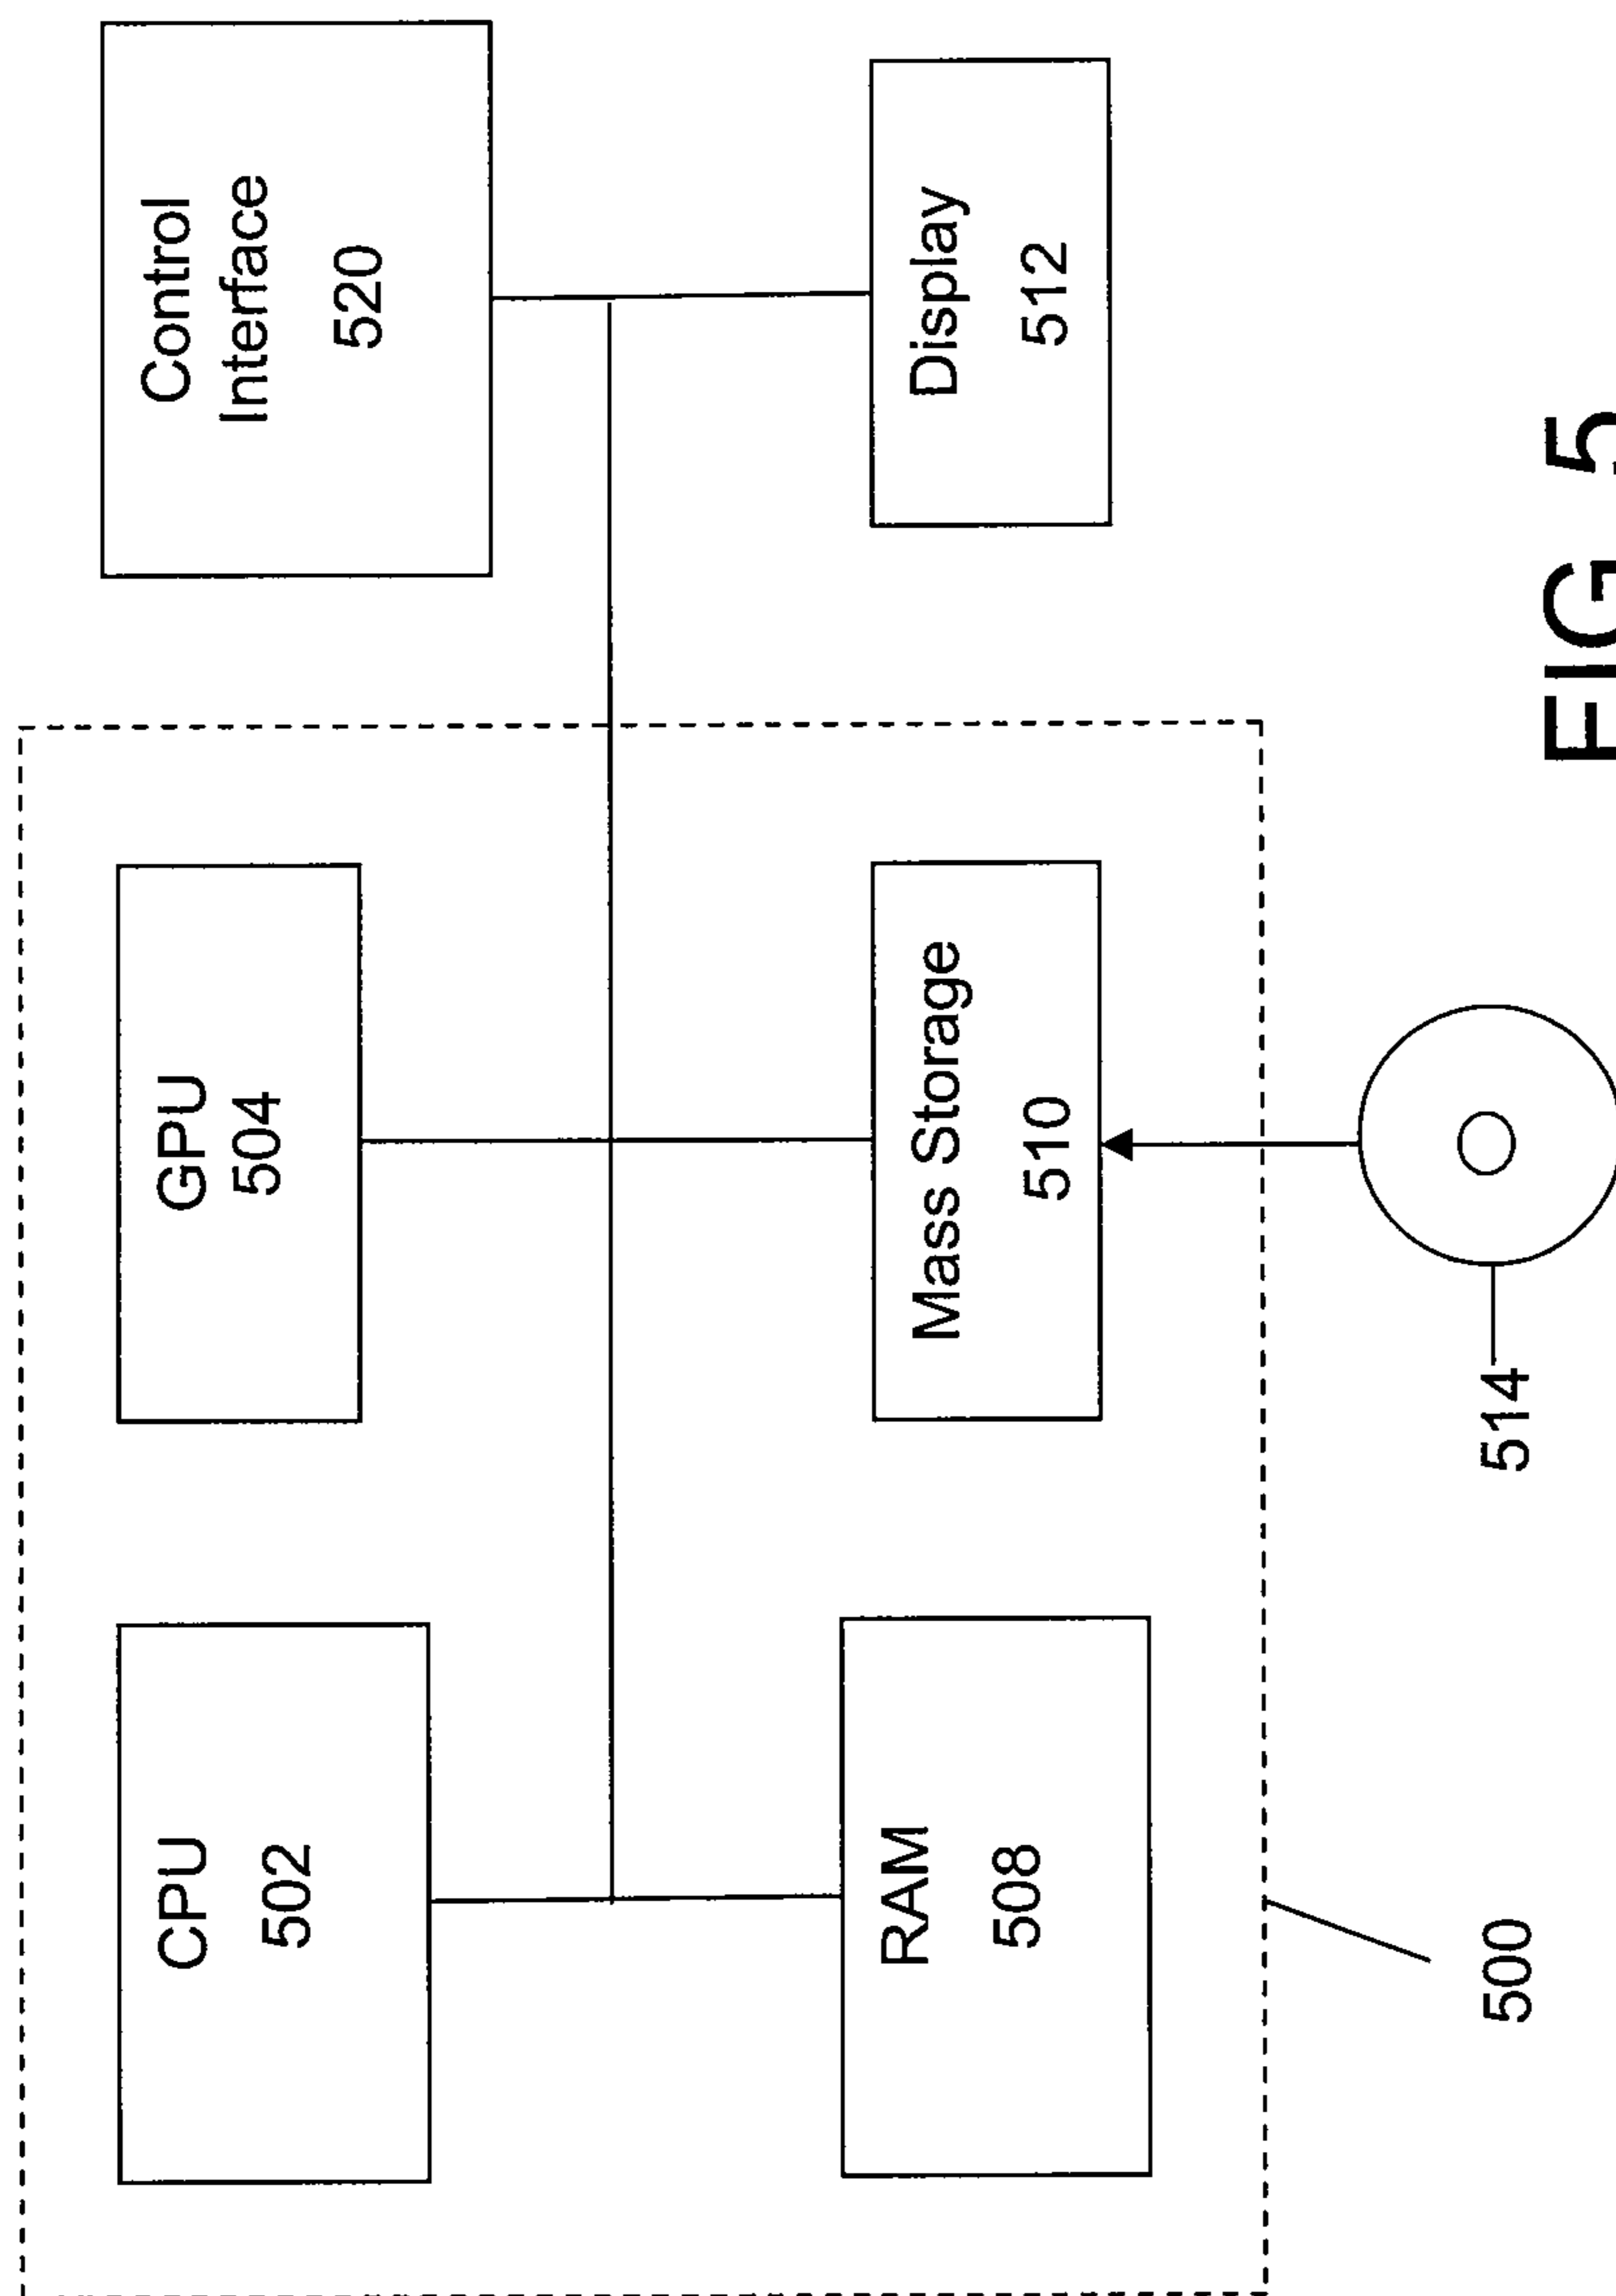 CPU
502
GPU
504
Control
Interface
520
RAM
508
Mass Storage
510
Display
512
500
514
FIG. 5